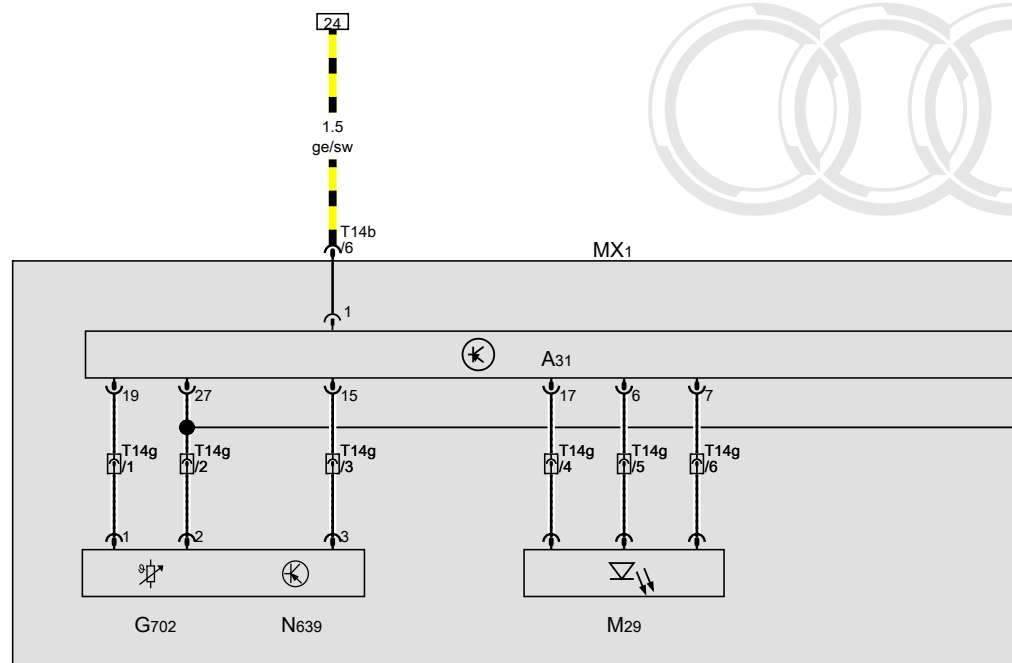 24
1.5
ge/sw
T14b
/6
MX1
1
A31
19 27 15 17 6 7
T14g T14g T14g T14g T14g T14g
/1 /2 /3 /4 /5 /6
1 2 3
G702 N639 M29